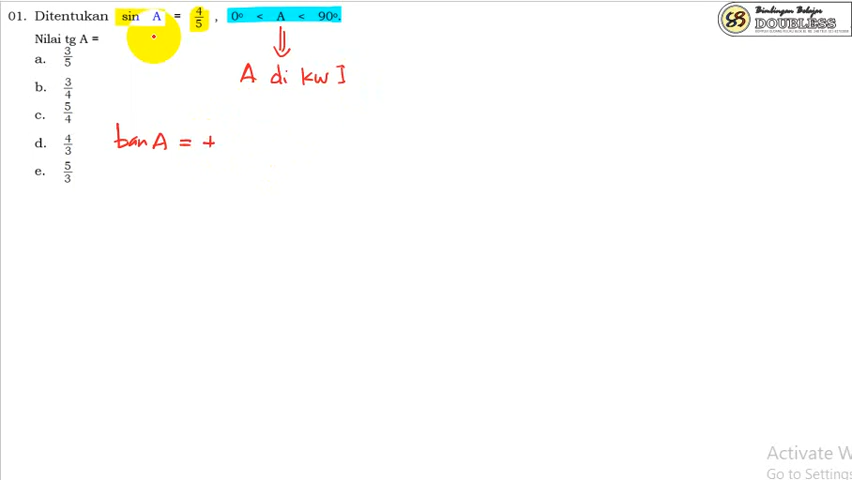 01. Ditentukan sin A = 4/5 , 0° < A < 90°.
Nilai tg A =
a. 3/5
b. 3/4
c. 5/4
d. 4/3
e. 5/3
A di kw I
tan A = +
Bimbingan Belajar
DOUBLESS
Activate W
Go to Settings